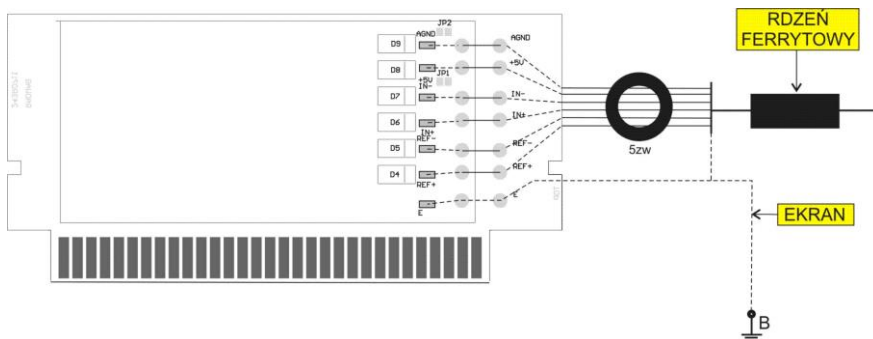 JP2
AGND
D9
AGND
D8
+5V
JP1
+5V
IN-
D7
IN-
D6
IN+
IN+
REF-
D5
REF-
D4
REF+
REF+
E
E
5zw
RDZEŃ
FERRYTOWY
EKRAN
B